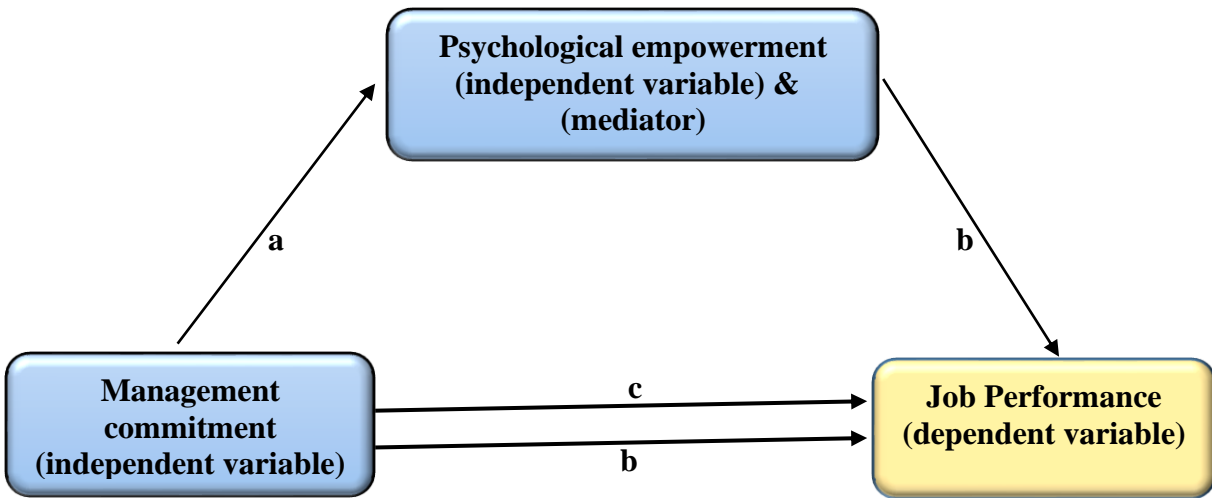 Psychological empowerment
(independent variable) &
(mediator)
a
b
Management
commitment
(independent variable)
c
b
Job Performance
(dependent variable)